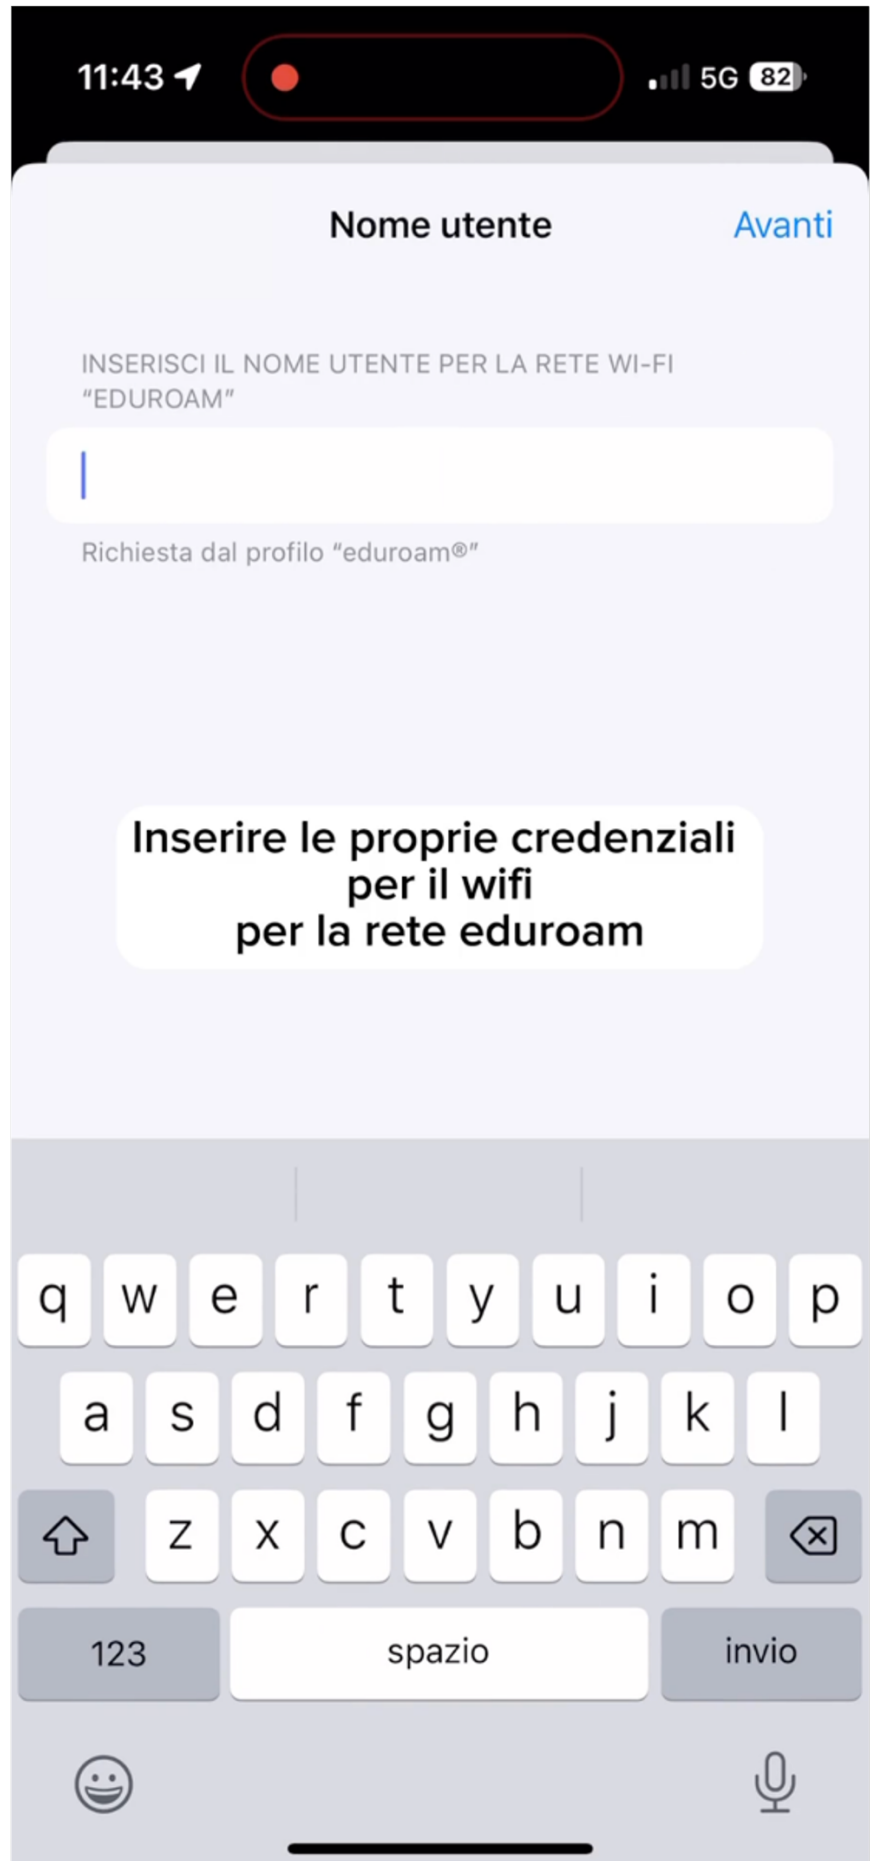 11:43 5G 82
Nome utente Avanti
INSERISCI IL NOME UTENTE PER LA RETE WI-FI
“EDUROAM”
Richiesta dal profilo “eduroam®”
Inserire le proprie credenziali
per il wifi
per la rete eduroam
q w e r t y u i o p
a s d f g h j k l
z x c v b n m
123 spazio invio